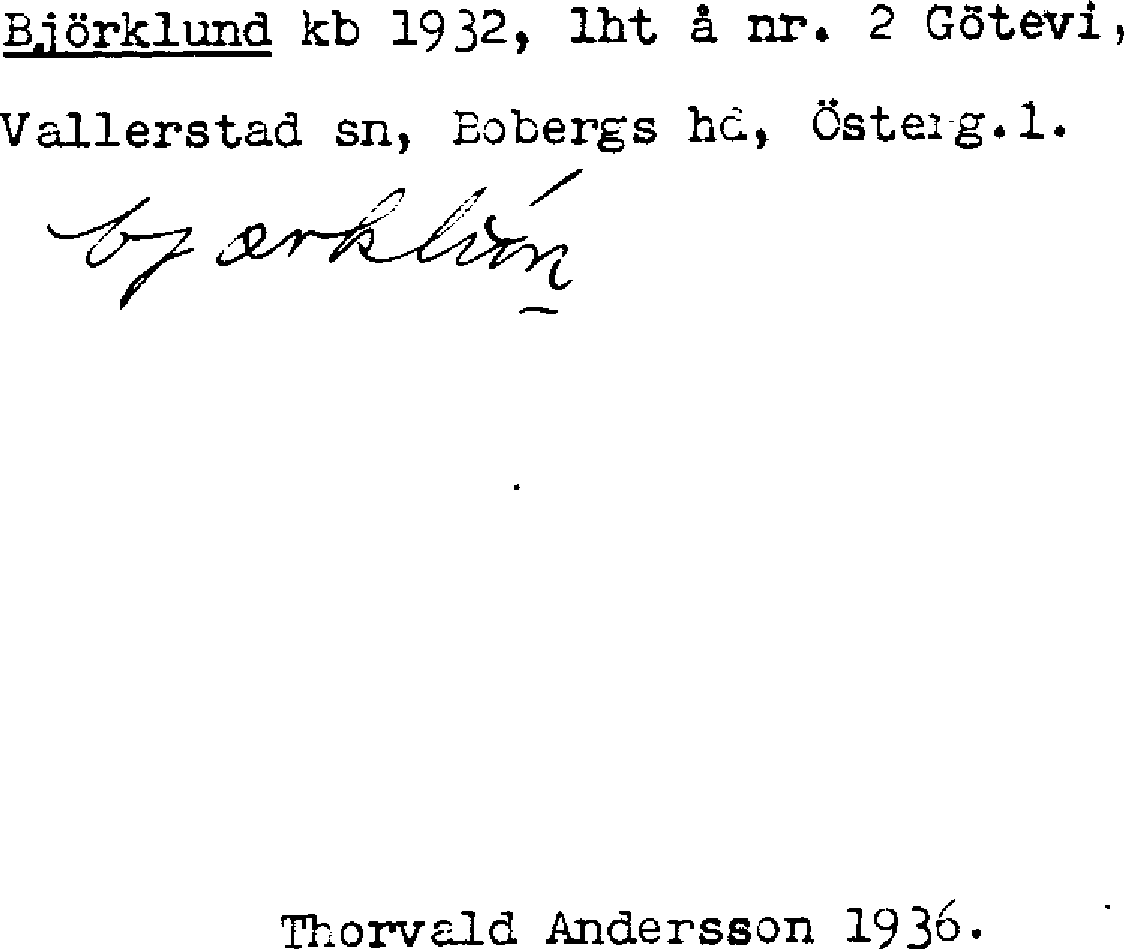 Björklund kb 1932, lht å nr. 2 Götevi,
Vallerstad sn, Bobergs hd, Österg.l.
Thorvald Andersson 1936.